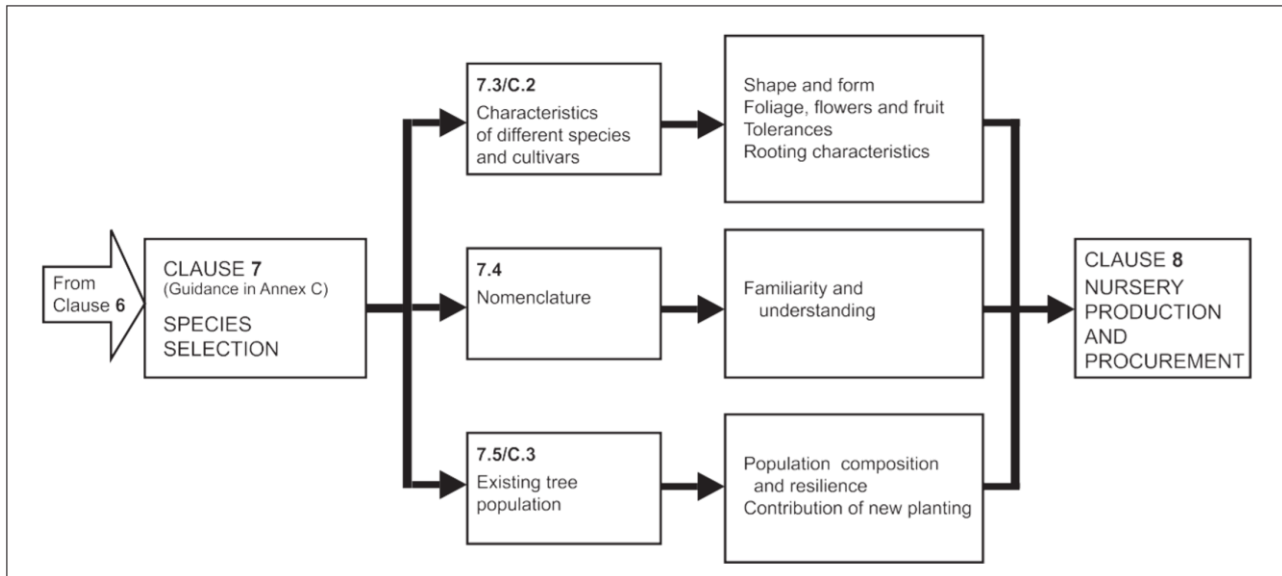 From
Clause 6
CLAUSE 7
(Guidance in Annex C)
SPECIES
SELECTION
7.3/C.2
Characteristics
of different species
and cultivars
Shape and form
Foliage, flowers and fruit
Tolerances
Rooting characteristics
7.4
Nomenclature
Familiarity and
understanding
7.5/C.3
Existing tree
population
Population composition
and resilience
Contribution of new planting
CLAUSE 8
NURSERY
PRODUCTION
AND
PROCUREMENT